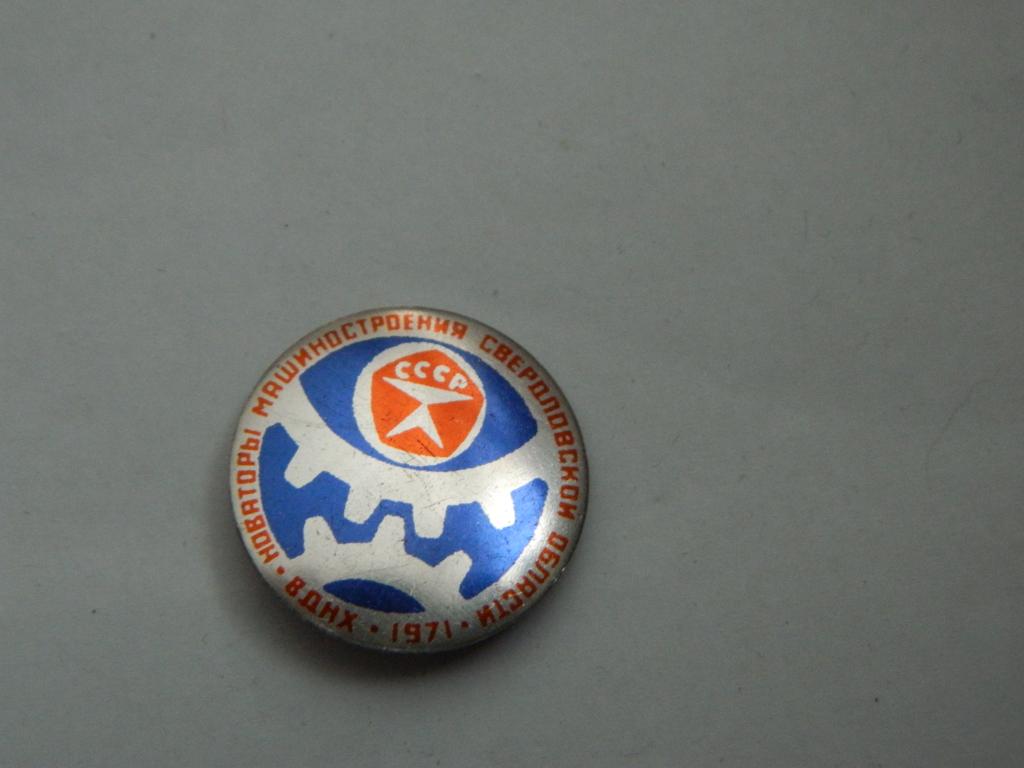 СССР
НОВАТОРЫ МАШИНОСТРОЕНИЯ СВЕРДЛОВСКОЙ ОБЛАСТИ •
ВДНХ • 1971 •